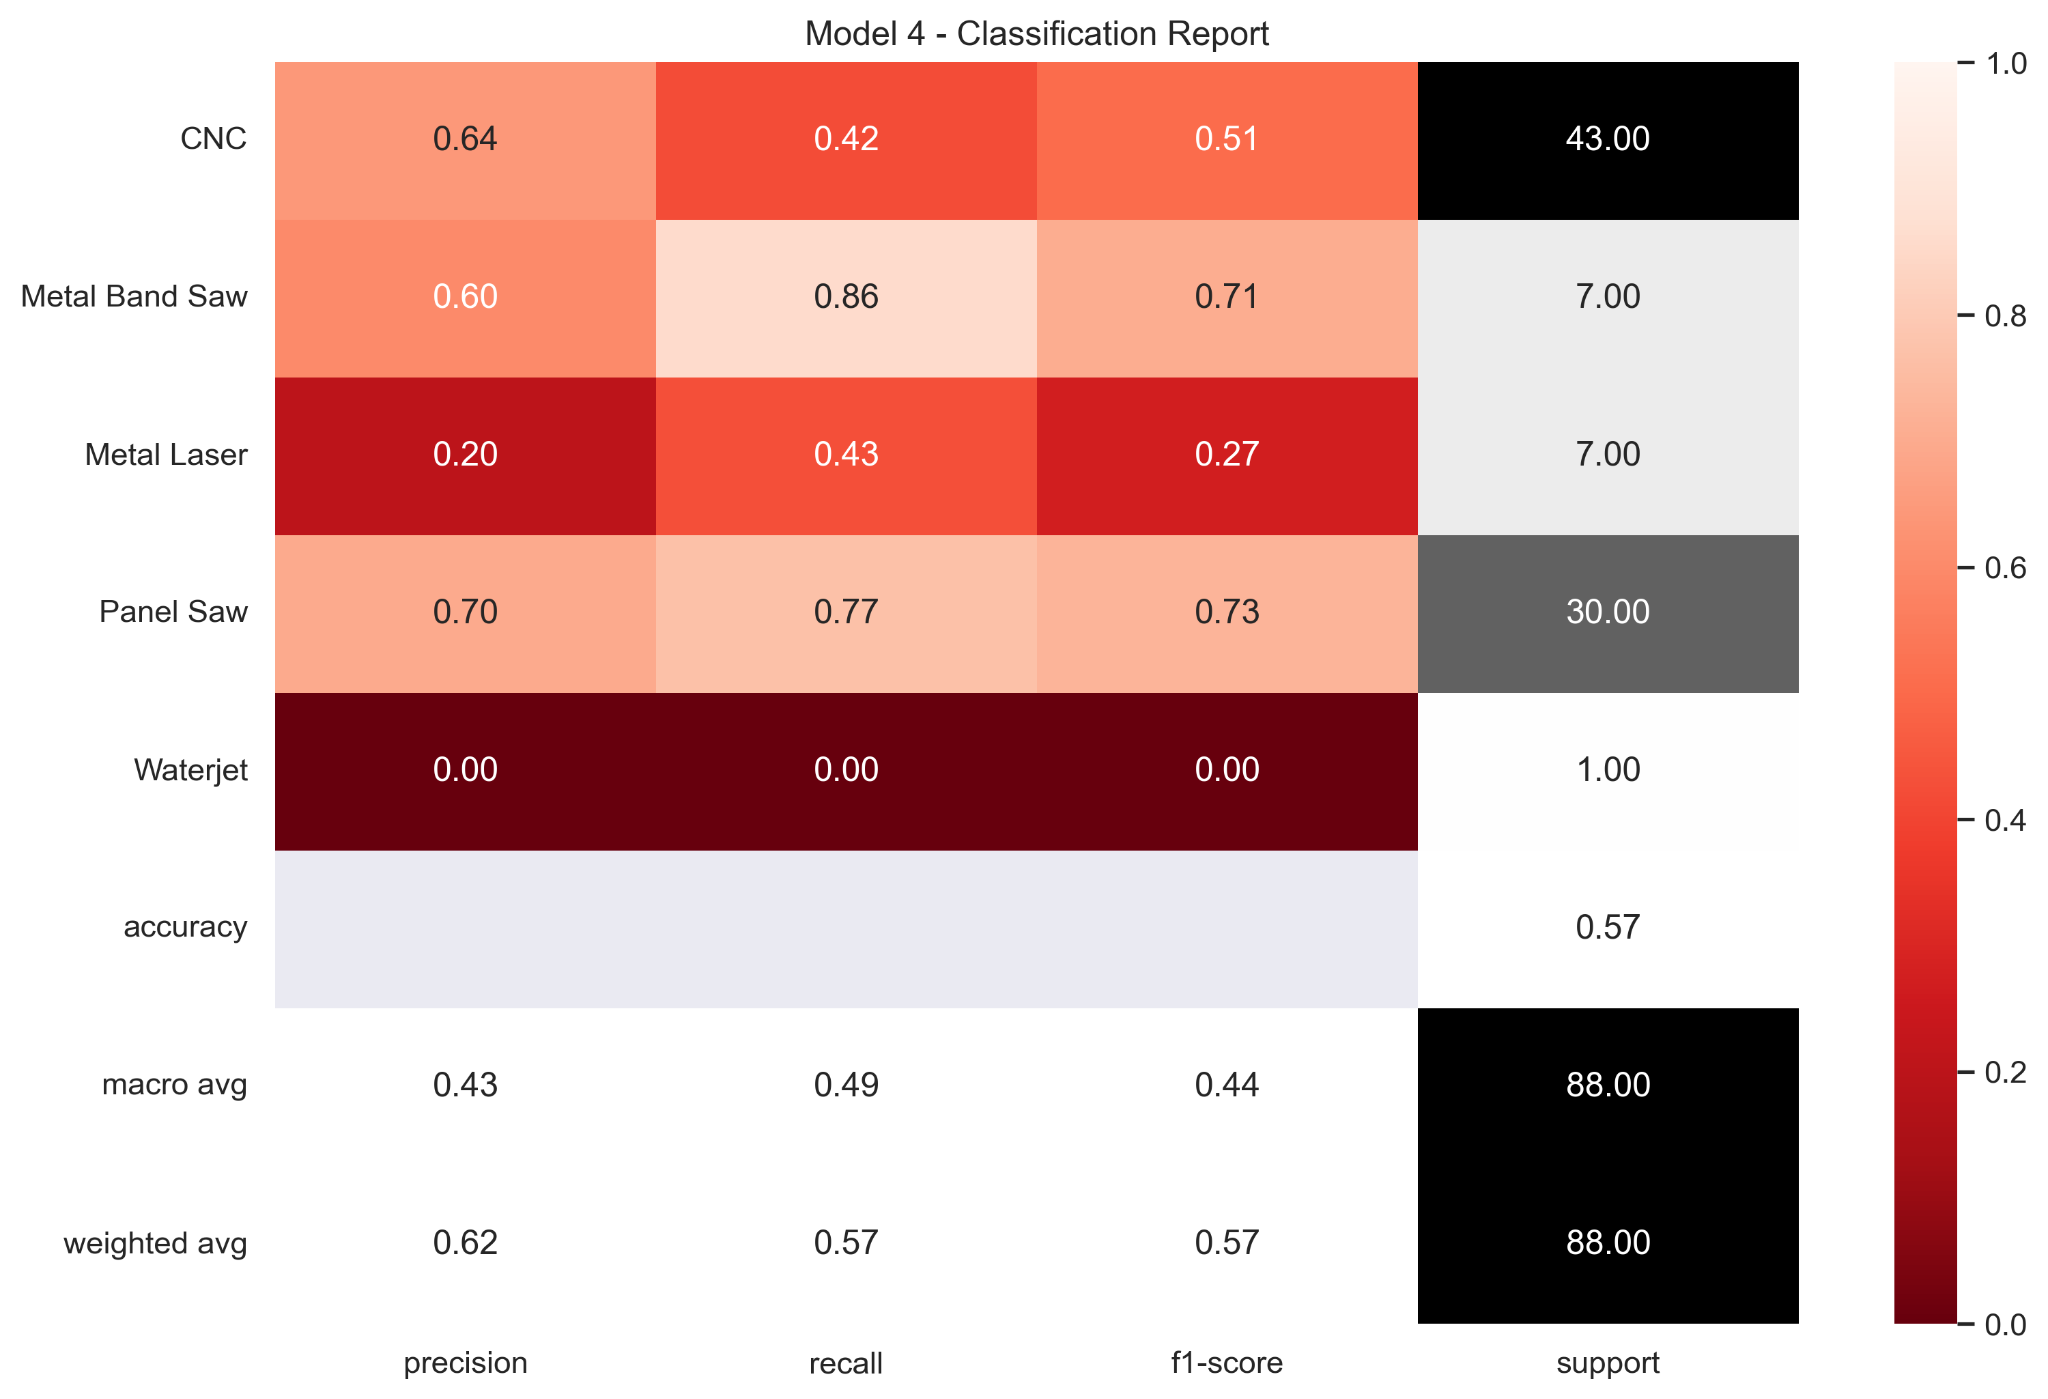 Model 4 - Classification Report
CNC 0.64 0.42 0.51 43.00
Metal Band Saw 0.60 0.86 0.71 7.00
Metal Laser 0.20 0.43 0.27 7.00
Panel Saw 0.70 0.77 0.73 30.00
Waterjet 0.00 0.00 0.00 1.00
accuracy 0.57
macro avg 0.43 0.49 0.44 88.00
weighted avg 0.62 0.57 0.57 88.00
precision recall f1-score support
1.0
0.8
0.6
0.4
0.2
0.0